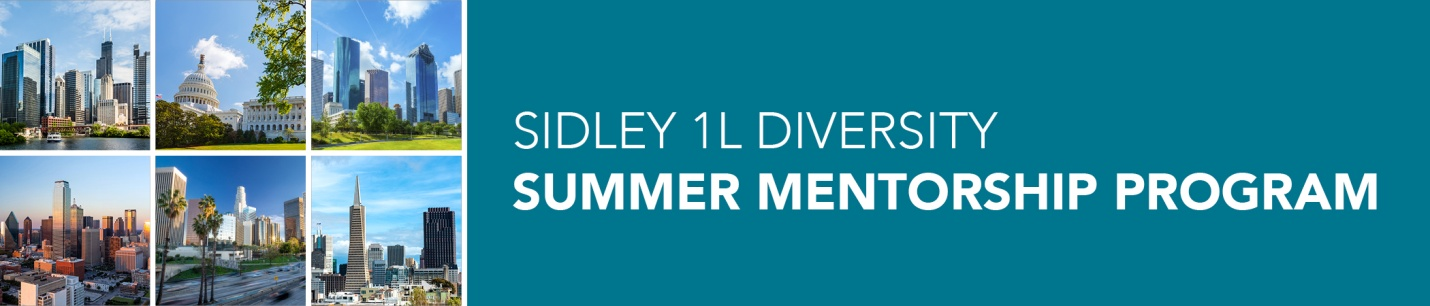 SIDLEY 1L DIVERSITY
SUMMER MENTORSHIP PROGRAM